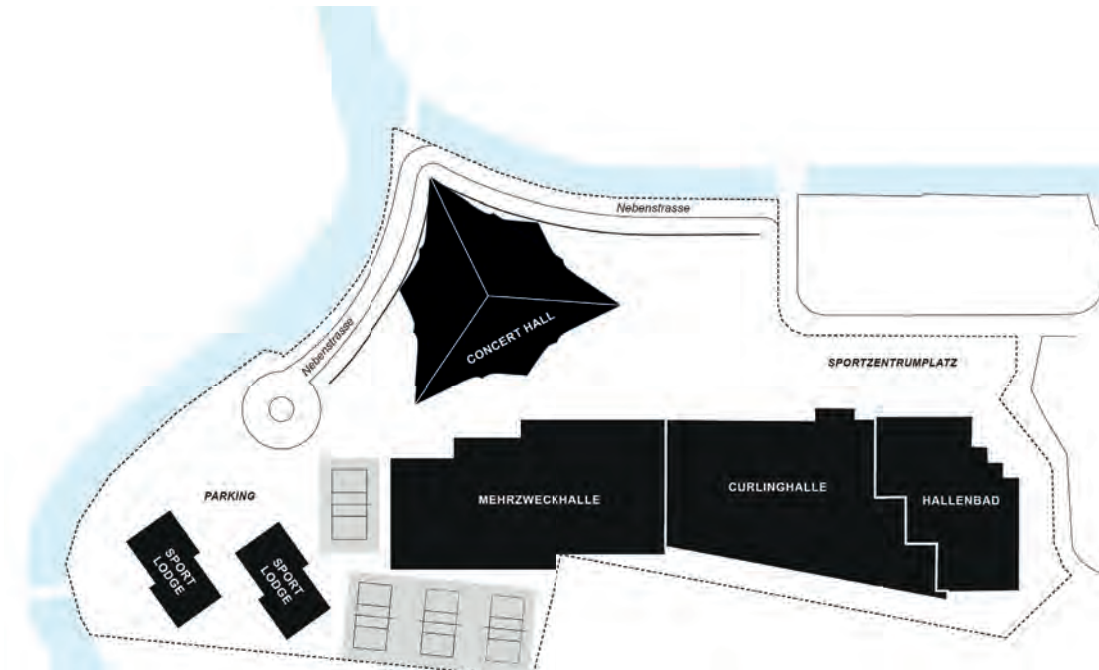 Nebenstrasse
CONCERT HALL
Nebenstrasse
SPORTZENTRUMPLATZ
MEHRZWECKHALLE
CURLINGHALLE
HALLENBAD
PARKING
SPORT
LODGE
SPORT
LODGE